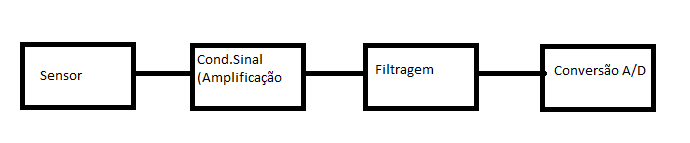 Sensor
Cond.Sinal
(Amplificação
Filtragem
Conversão A/D